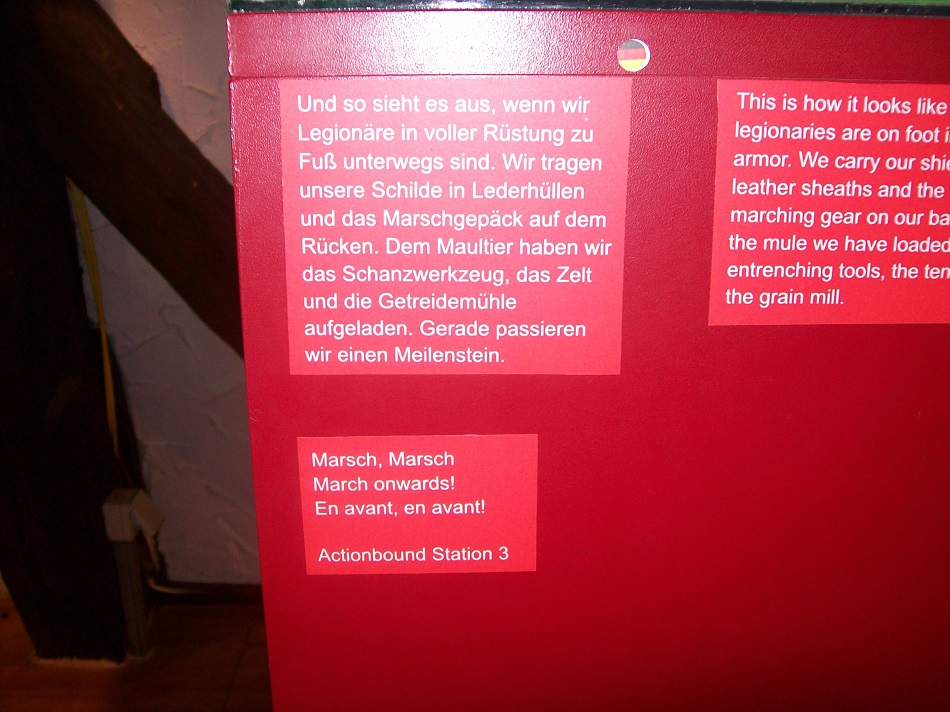 Und so sieht es aus, wenn wir
Legionäre in voller Rüstung zu
Fuß unterwegs sind. Wir tragen
unsere Schilde in Lederhüllen
und das Marschgepäck auf dem
Rücken. Dem Maultier haben wir
das Schanzwerkzeug, das Zelt
und die Getreidemühle
aufgeladen. Gerade passieren
wir einen Meilenstein.
This is how it looks like
legionaries are on foot
armor. We carry our
leather sheaths and the
marching gear on our
the mule we have loaded
entrenching tools, the
the grain mill.
Marsch, Marsch
March onwards!
En avant, en avant!
Actionbound Station 3